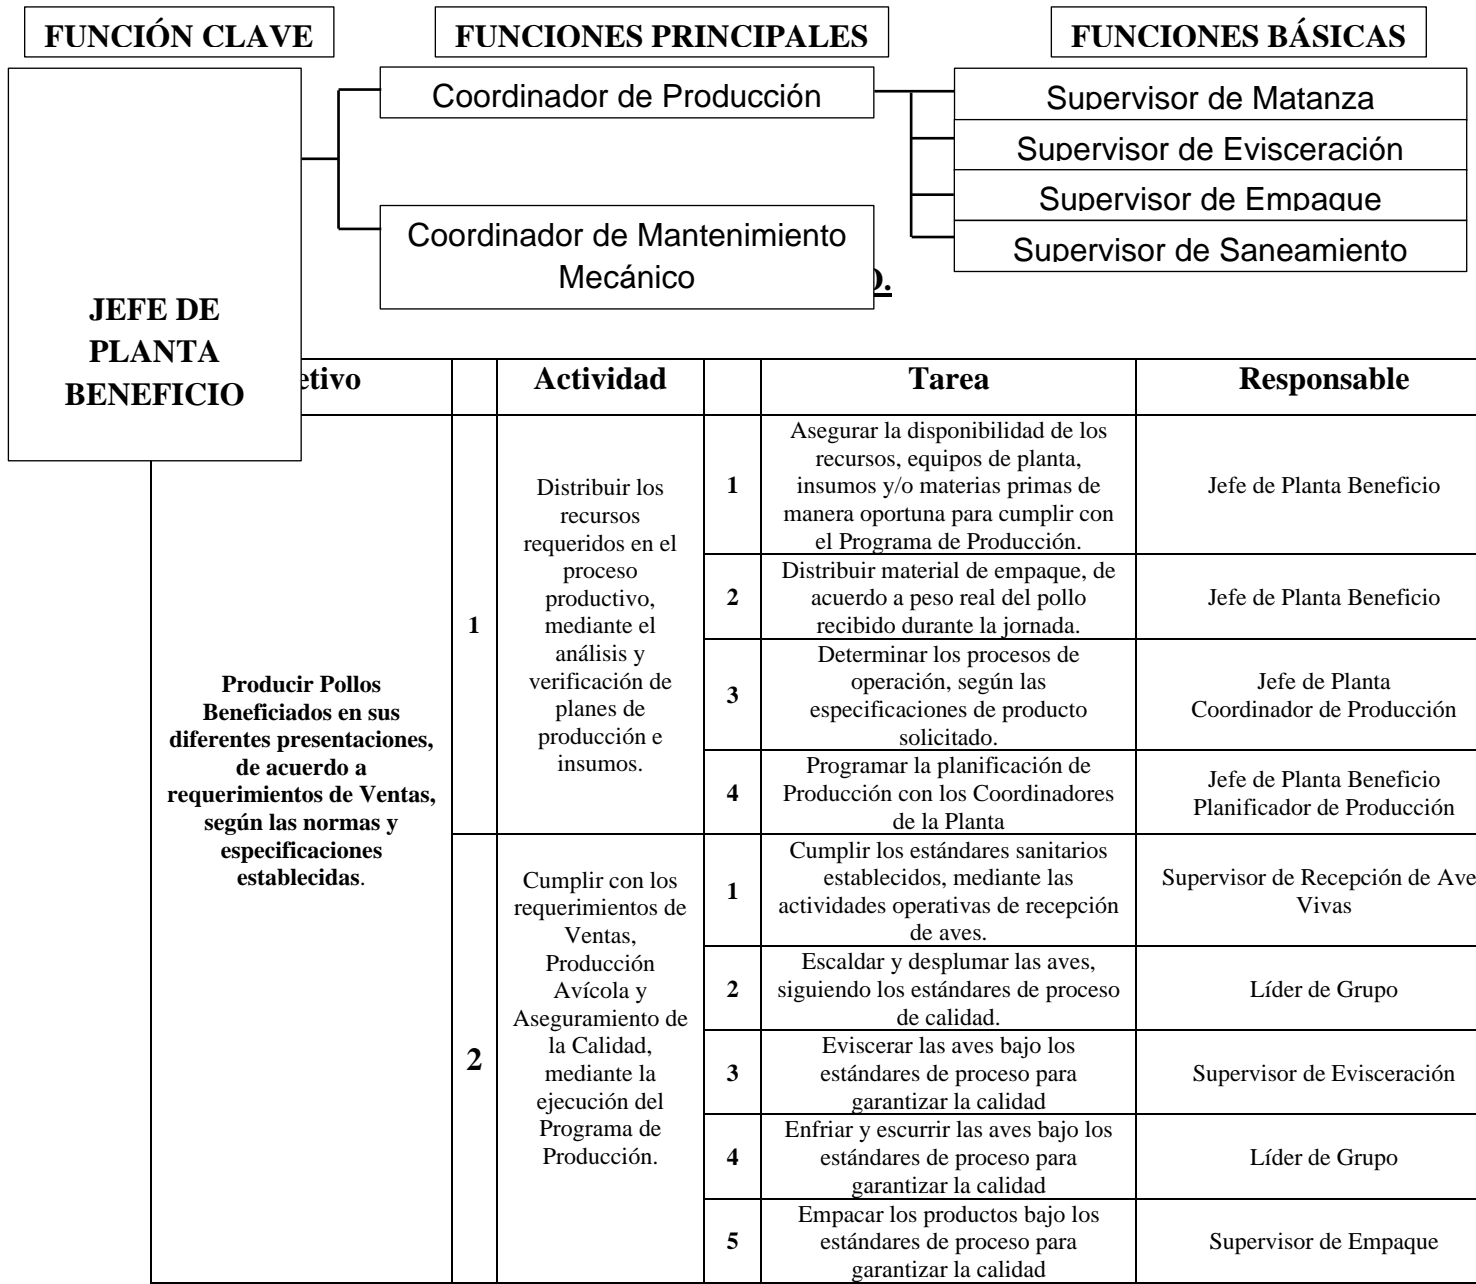 FUNCIÓN CLAVE
FUNCIONES PRINCIPALES
FUNCIONES BÁSICAS
JEFE DE
PLANTA
BENEFICIO
Coordinador de Producción
Coordinador de Mantenimiento
Mecánico
Supervisor de Matanza
Supervisor de Evisceración
Supervisor de Empaque
Supervisor de Saneamiento
O.
etivo
Actividad
Tarea
Responsable
Producir Pollos
Beneficiados en sus
diferentes presentaciones,
de acuerdo a
requerimientos de Ventas,
según las normas y
especificaciones
establecidas.
1
Distribuir los
recursos
requeridos en el
proceso
productivo,
mediante el
análisis y
verificación de
planes de
producción e
insumos.
1
Asegurar la disponibilidad de los
recursos, equipos de planta,
insumos y/o materias primas de
manera oportuna para cumplir con
el Programa de Producción.
Jefe de Planta Beneficio
2
Distribuir material de empaque, de
acuerdo a peso real del pollo
recibido durante la jornada.
Jefe de Planta Beneficio
3
Determinar los procesos de
operación, según las
especificaciones de producto
solicitado.
Jefe de Planta
Coordinador de Producción
4
Programar la planificación de
Producción con los Coordinadores
de la Planta
Jefe de Planta Beneficio
Planificador de Producción
2
Cumplir con los
requerimientos de
Ventas,
Producción
Avícola y
Aseguramiento de
la Calidad,
mediante la
ejecución del
Programa de
Producción.
1
Cumplir los estándares sanitarios
establecidos, mediante las
actividades operativas de recepción
de aves.
Supervisor de Recepción de Ave
Vivas
2
Escaldar y desplumar las aves,
siguiendo los estándares de proceso
de calidad.
Líder de Grupo
3
Eviscerar las aves bajo los
estándares de proceso para
garantizar la calidad
Supervisor de Evisceración
4
Enfriar y escurrir las aves bajo los
estándares de proceso para
garantizar la calidad
Líder de Grupo
5
Empacar los productos bajo los
estándares de proceso para
garantizar la calidad
Supervisor de Empaque